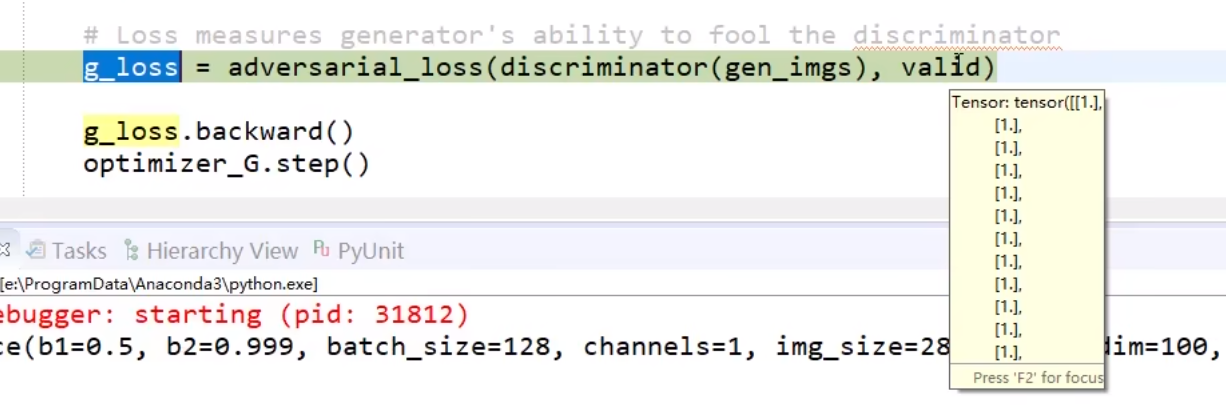 # Loss measures generator's ability to fool the discriminator
g_loss = adversarial_loss(discriminator(gen_imgs), valid)
Tensor: tensor([[1.],
[1.],
[1.],
[1.],
[1.],
[1.],
[1.],
[1.],
[1.],
[1.],
[1.],
[1.],
Press 'F2' for focus
g_loss.backward()
optimizer_G.step()
Tasks Hierarchy View PyUnit
[e:\ProgramData\Anaconda3\python.exe]
ebugger: starting (pid: 31812)
ce(b1=0.5, b2=0.999, batch_size=128, channels=1, img_size=28 dim=100,